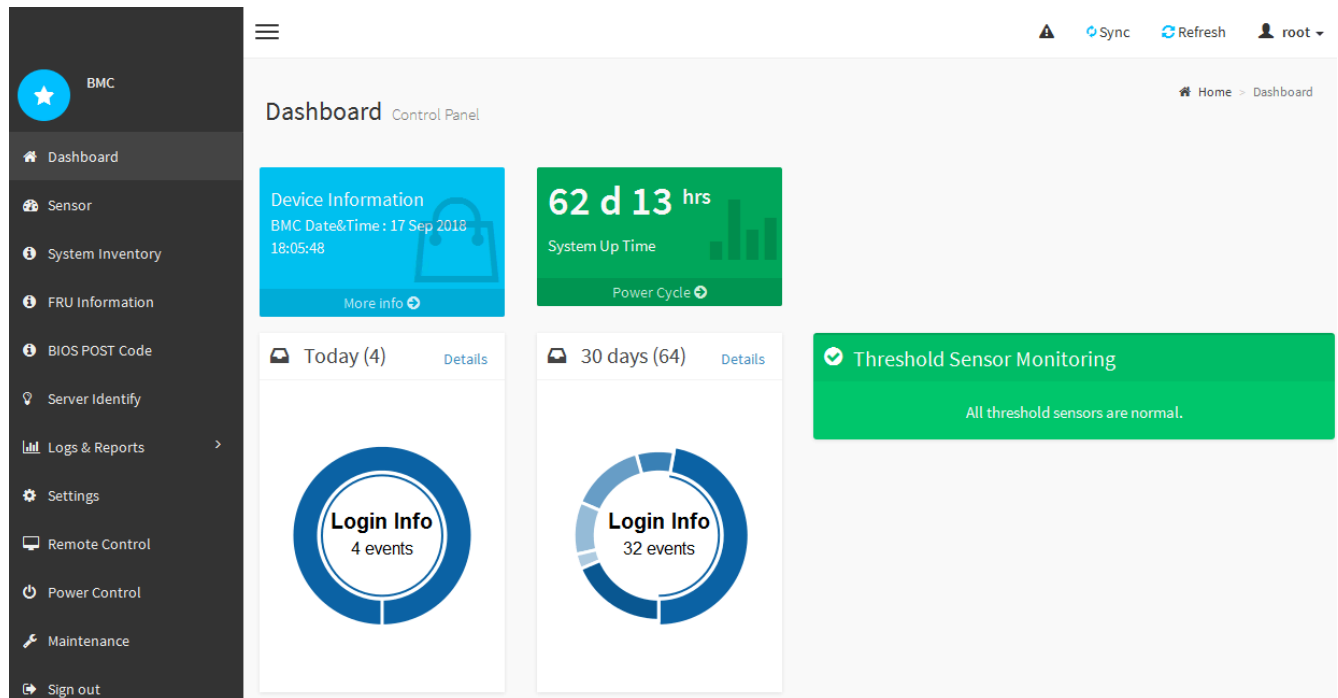 BMC
Dashboard
Sensor
System Inventory
FRU Information
BIOS POST Code
Server Identify
Logs & Reports
Settings
Remote Control
Power Control
Maintenance
Sign out
Sync
Refresh
root
Dashboard Control Panel
Home > Dashboard
Device Information
BMC Date&Time : 17 Sep 2018
18:05:48
More info
62 d 13 hrs
System Up Time
Power Cycle
Today (4)
Details
Login Info
4 events
30 days (64)
Details
Login Info
32 events
Threshold Sensor Monitoring
All threshold sensors are normal.